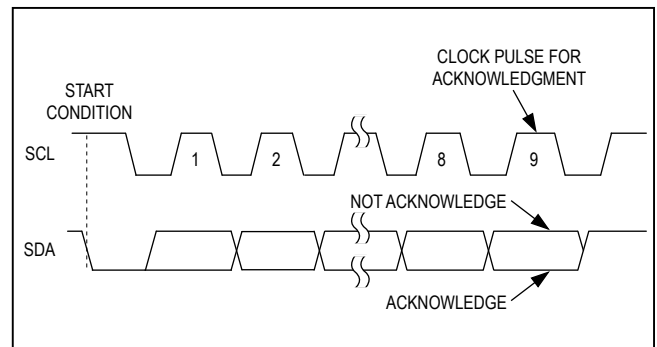 CLOCK PULSE FOR
ACKNOWLEDGMENT
START
CONDITION
SCL
1
2
8
9
NOT ACKNOWLEDGE
SDA
ACKNOWLEDGE